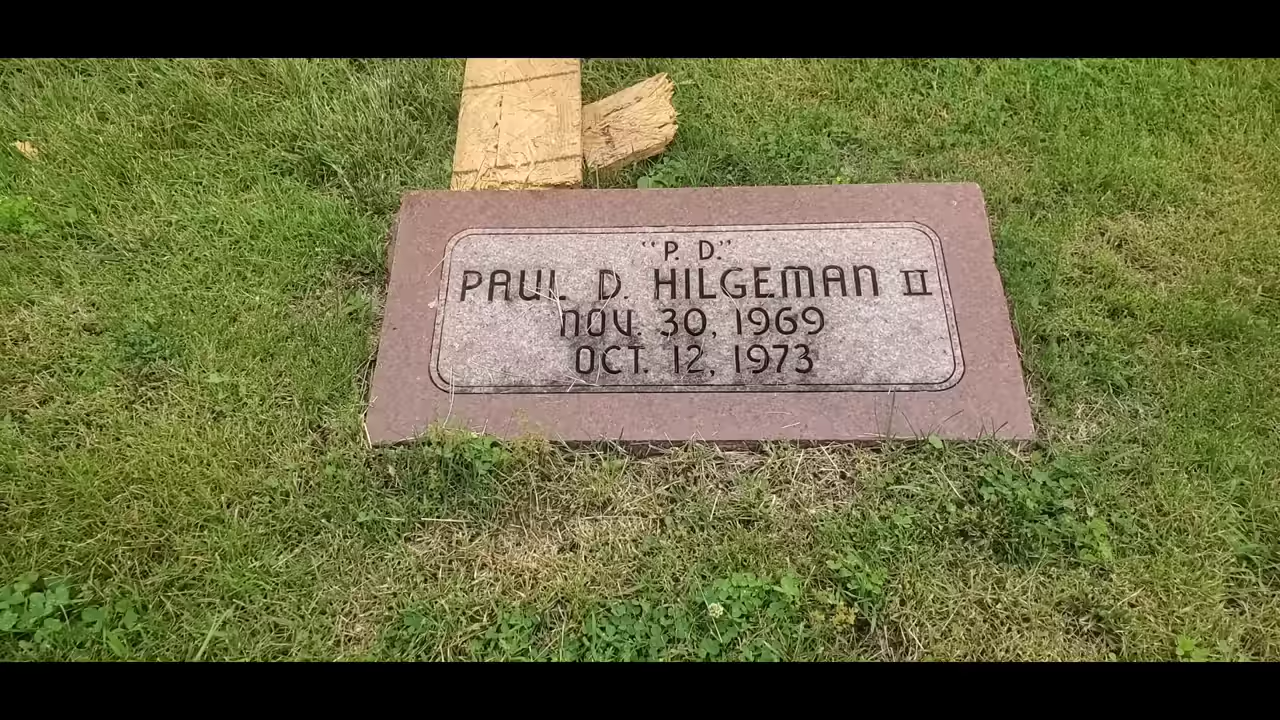 "P. D."
PAUL D. HILGEMAN II
NOV. 30, 1969
OCT. 12, 1973